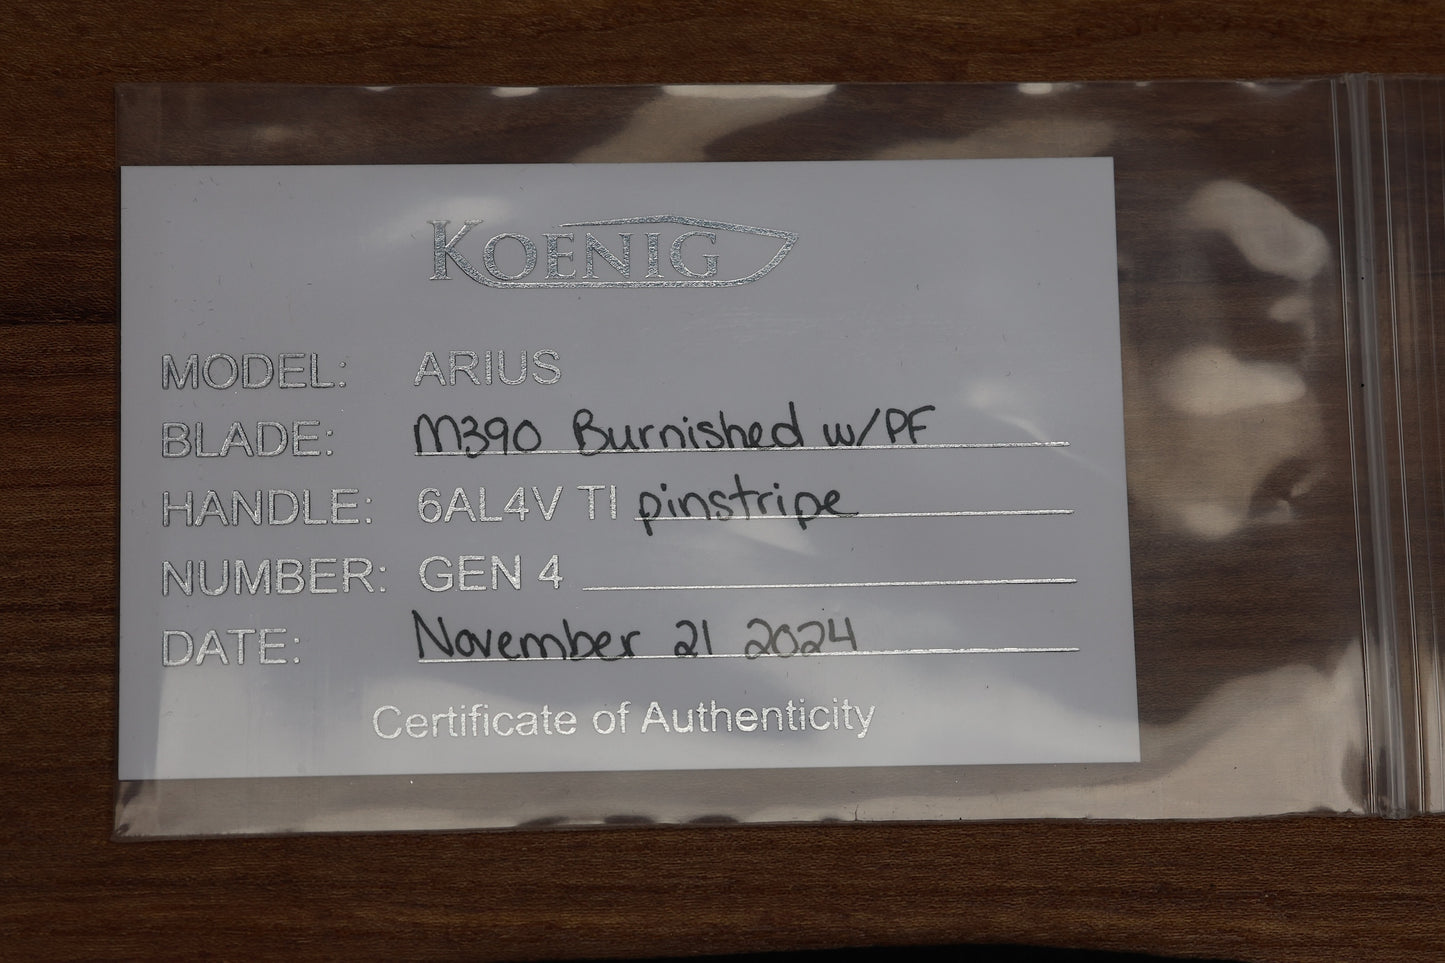 KOENIG
MODEL: ARIUS
BLADE: M390 Burnished w/PF
HANDLE: 6AL4V TI pinstripe
NUMBER: GEN 4
DATE: November 21 2024
Certificate of Authenticity